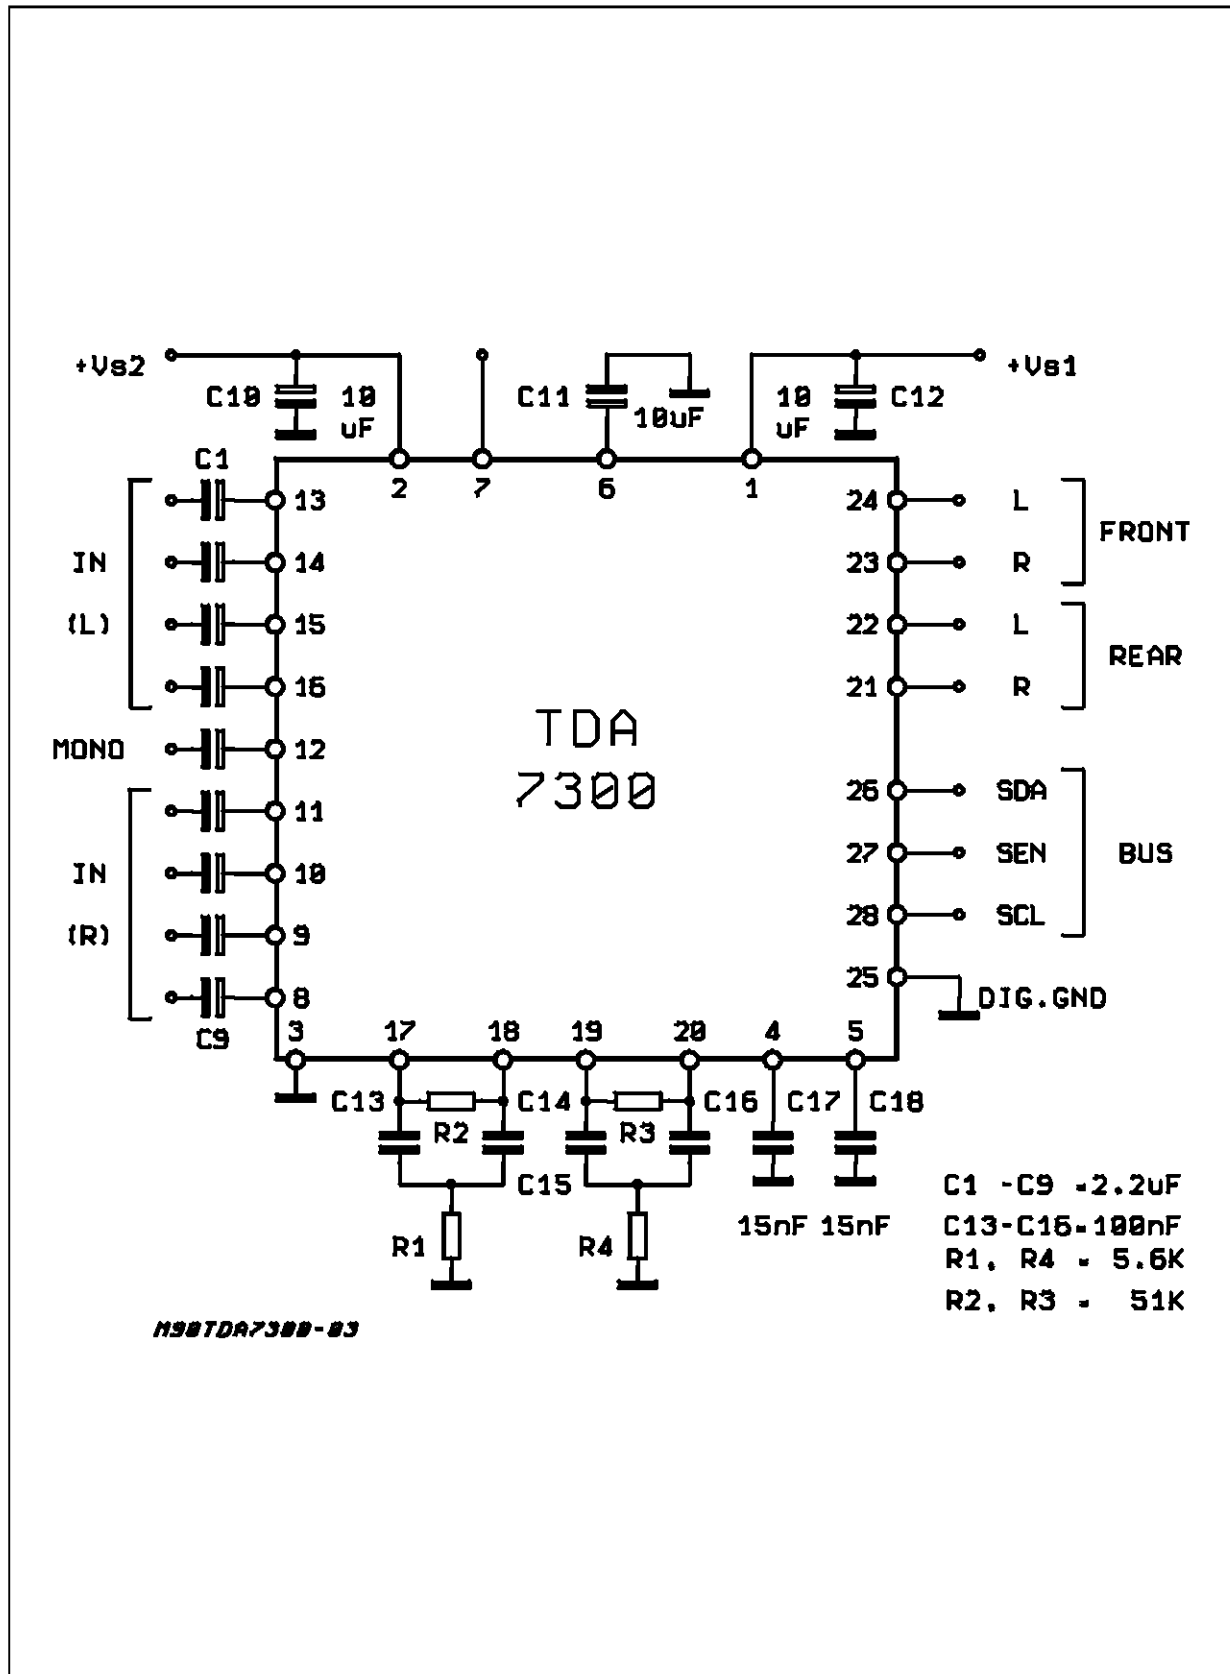 +Vs2
+Vs1
C10
10
uF
C11
10uF
10
uF
C12
C1
2
7
6
1
13
24
L
FRONT
IN
14
23
R
(L)
15
22
L
REAR
16
21
R
MONO
12
TDA
7300
26
SDA
11
IN
10
27
SEN
BUS
(R)
9
28
SCL
8
25
DIG.GND
C9
3
17
18
19
20
4
5
C13
C14
C16
C17
C18
R2
R3
C15
R1
R4
15nF
15nF
C1 -C9 =2.2uF
C13-C16=100nF
R1, R4 = 5.6K
R2, R3 = 51K
M90TDA7300-03